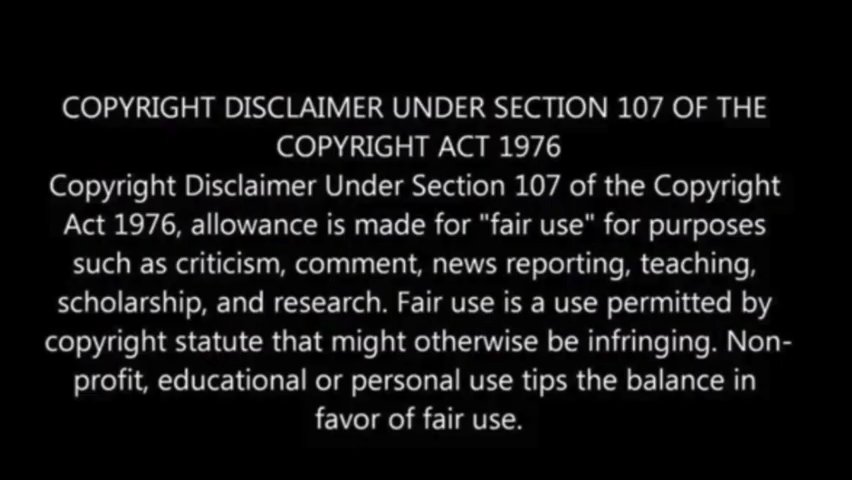 COPYRIGHT DISCLAIMER UNDER SECTION 107 OF THE
COPYRIGHT ACT 1976
Copyright Disclaimer Under Section 107 of the Copyright
Act 1976, allowance is made for "fair use" for purposes
such as criticism, comment, news reporting, teaching,
scholarship, and research. Fair use is a use permitted by
copyright statute that might otherwise be infringing. Non-
profit, educational or personal use tips the balance in
favor of fair use.